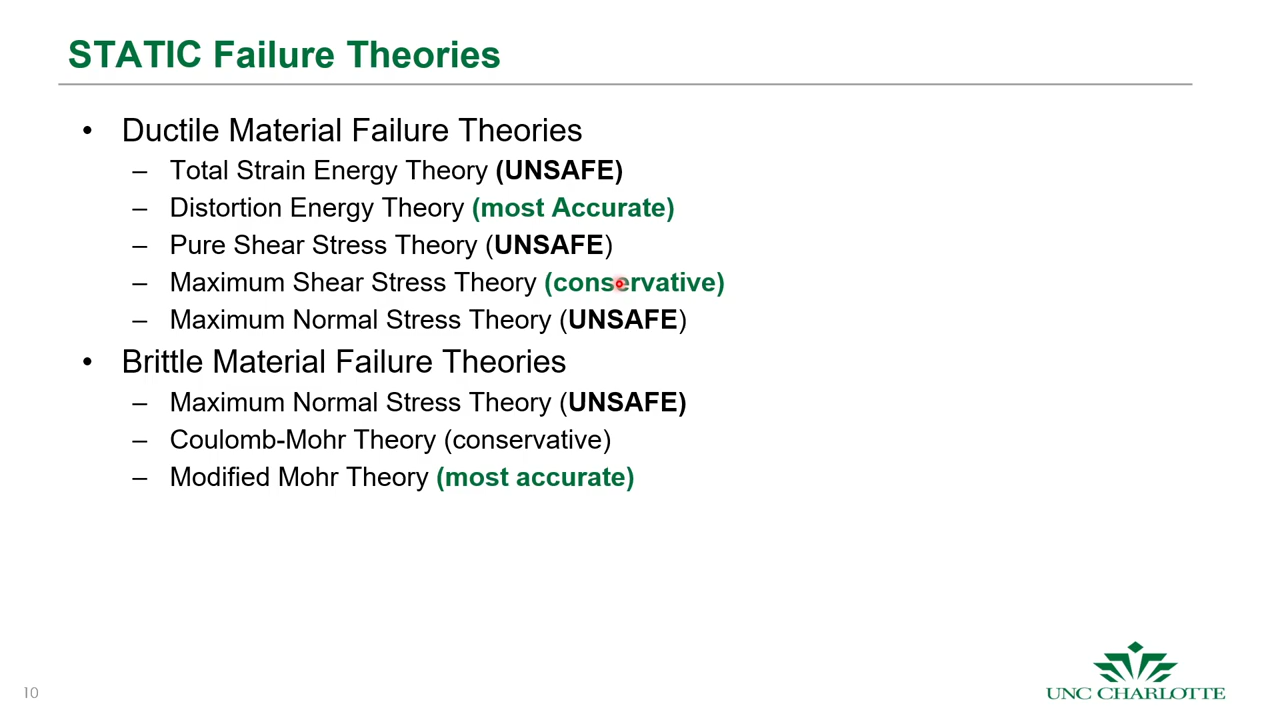 STATIC Failure Theories
• Ductile Material Failure Theories
– Total Strain Energy Theory (UNSAFE)
– Distortion Energy Theory (most Accurate)
– Pure Shear Stress Theory (UNSAFE)
– Maximum Shear Stress Theory (conservative)
– Maximum Normal Stress Theory (UNSAFE)
• Brittle Material Failure Theories
– Maximum Normal Stress Theory (UNSAFE)
– Coulomb-Mohr Theory (conservative)
– Modified Mohr Theory (most accurate)
10
UNC CHARLOTTE